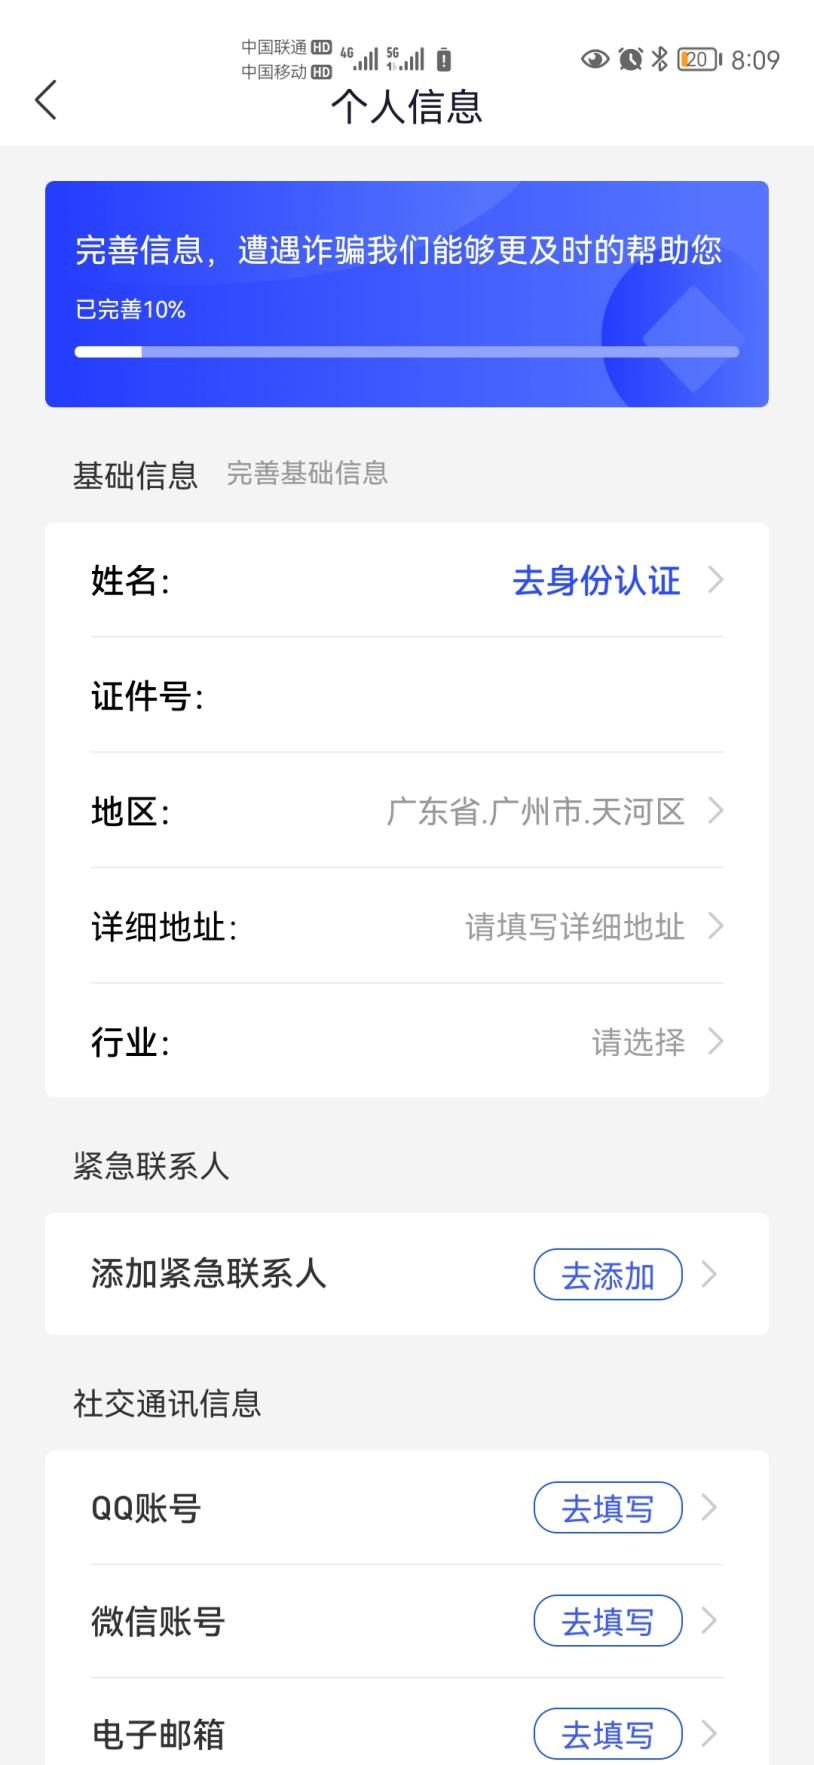 中国联通 HD 4G 5G
中国移动 HD
20 8:09
个人信息
完善信息，遭遇诈骗我们能够更及时的帮助您
已完善10%
基础信息 完善基础信息
姓名: 去身份认证
证件号:
地区: 广东省.广州市.天河区
详细地址: 请填写详细地址
行业: 请选择
紧急联系人
添加紧急联系人 去添加
社交通讯信息
QQ账号 去填写
微信账号 去填写
电子邮箱 去填写